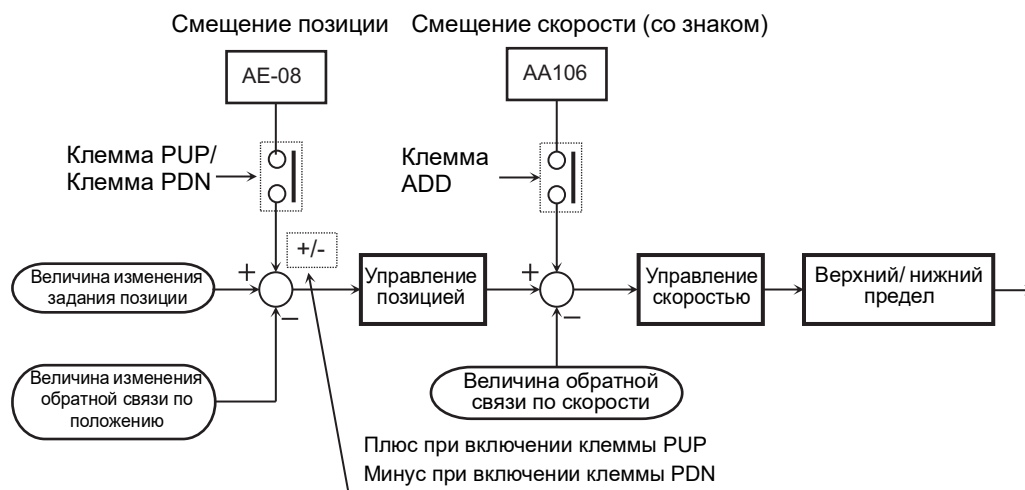 Смещение позиции
Смещение скорости (со знаком)
AE-08
AA106
Клемма PUP/
Клемма PDN
Клемма
ADD
+/-
Величина изменения
задания позиции
+
−
Управление
позицией
+
−
Управление
скоростью
Верхний/ нижний
предел
Величина изменения
обратной связи по
положению
Величина обратной
связи по скорости
Плюс при включении клеммы PUP
Минус при включении клеммы PDN